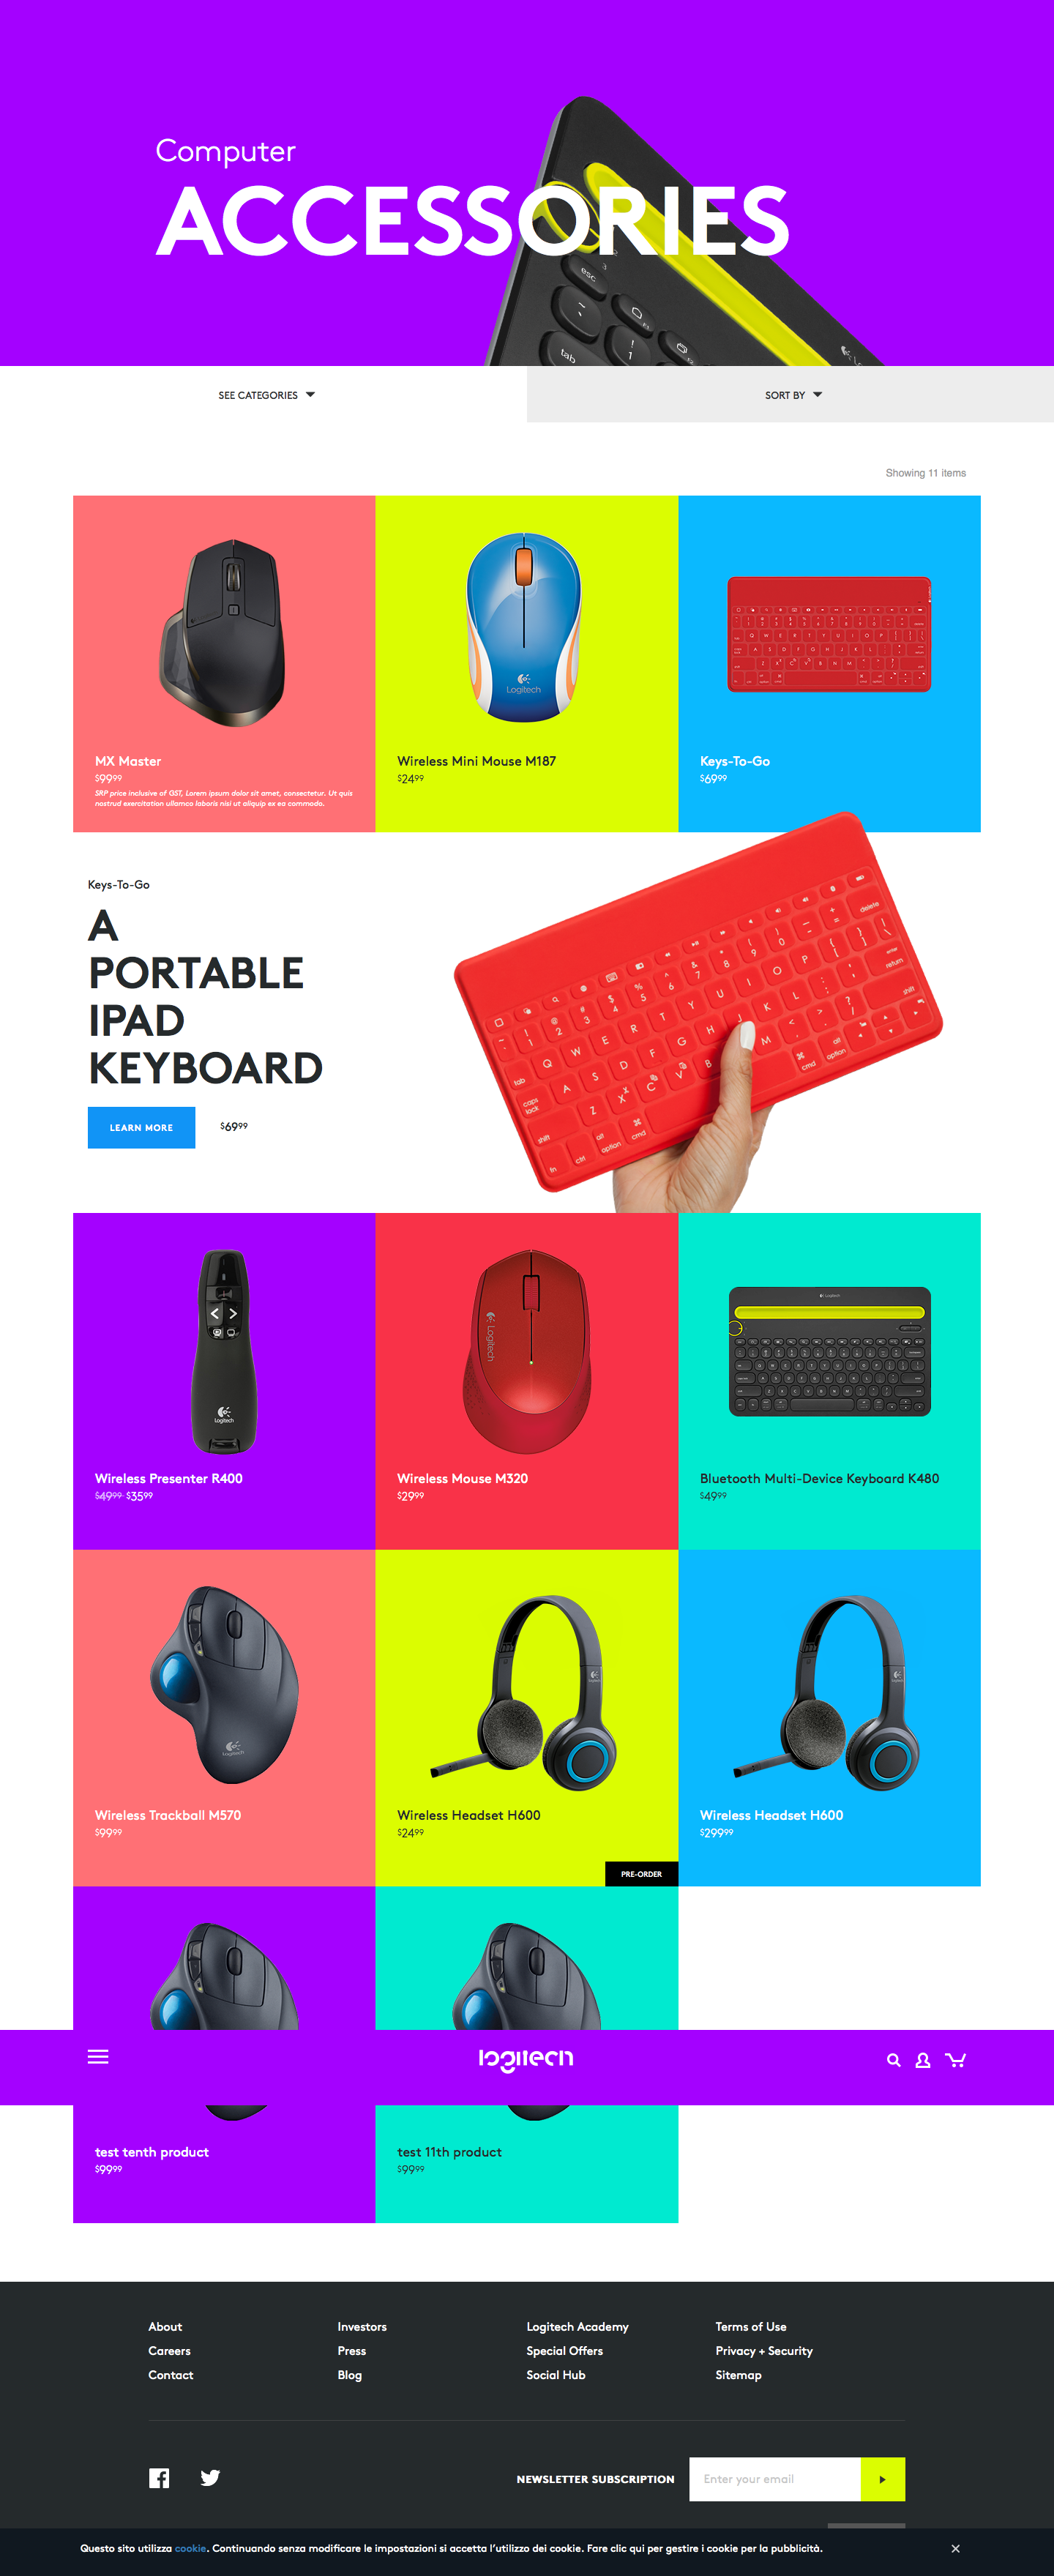 Computer
ACCESSORIES
SEE CATEGORIES
SORT BY
Showing 11 items
Logitech
MX Master
$99.99
SRP price inclusive of GST, Lorem ipsum dolor sit amet, consectetur. Ut quis
nostrud exercitation ullamco laboris nisi ut aliquip ex ea commodo.
Wireless Mini Mouse M187
$24.99
Keys-To-Go
$69.99
Keys-To-Go
A
PORTABLE
IPAD
KEYBOARD
LEARN MORE
$69.99
Logitech
Logitech
Logitech
Wireless Presenter R400
$49.99 $35.99
Wireless Mouse M320
$29.99
Bluetooth Multi-Device Keyboard K480
$49.99
Logitech
Wireless Trackball M570
$99.99
Wireless Headset H600
$24.99
PRE-ORDER
Wireless Headset H600
$299.99
logitech
test tenth product
$99.99
test 11th product
$99.99
About
Investors
Logitech Academy
Terms of Use
Careers
Press
Special Offers
Privacy + Security
Contact
Blog
Social Hub
Sitemap
NEWSLETTER SUBSCRIPTION
Enter your email
Questo sito utilizza cookie. Continuando senza modificare le impostazioni si accetta l'utilizzo dei cookie. Fare clic qui per gestire i cookie per la pubblicità.